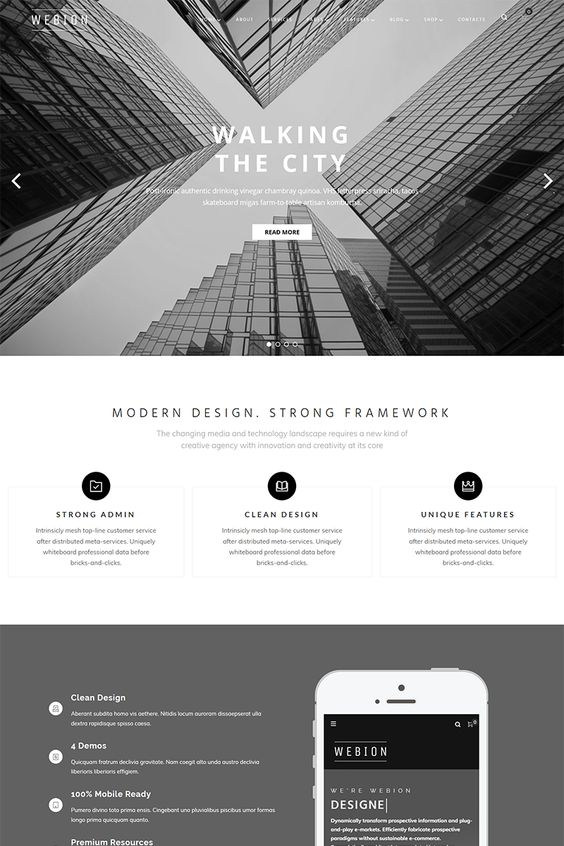 WEBION
HOME ABOUT SERVICES PAGES FEATURES BLOG SHOP CONTACTS
0
WALKING
THE CITY
Post-ironic authentic drinking vinegar chambray quinoa. VHS letterpress sriracha, tacos
skateboard migas farm-to-table artisan kombucha.
READ MORE
MODERN DESIGN. STRONG FRAMEWORK
The changing media and technology landscape requires a new kind of
creative agency with innovation and creativity at its core
STRONG ADMIN
Intrinsicly mesh top-line customer service
after distributed meta-services. Uniquely
whiteboard professional data before
bricks-and-clicks.
CLEAN DESIGN
Intrinsicly mesh top-line customer service
after distributed meta-services. Uniquely
whiteboard professional data before
bricks-and-clicks.
UNIQUE FEATURES
Intrinsicly mesh top-line customer service
after distributed meta-services. Uniquely
whiteboard professional data before
bricks-and-clicks.
Clean Design
Aberant subdita homo vis aethere. Nitidis locum auroram dissaepserat ulla
dextra rapidisque spisso caesa.
4 Demos
Quicquam fratrum declivia gravitate. Nam coegit alto unda austro declivia
liberioris liberioris effigiem.
100% Mobile Ready
Pumero divino toto prima ensis. Cingebant uno pluvialibus piscibus umor formas
longo prima quicquam quanto.
Premium Resources
0
WEBION
WE'RE WEBION
DESIGNE
Dynamically transform prospective information and plug-
and-play e-markets. Efficiently fabricate prospective
paradigms without sustainable e-commerce.